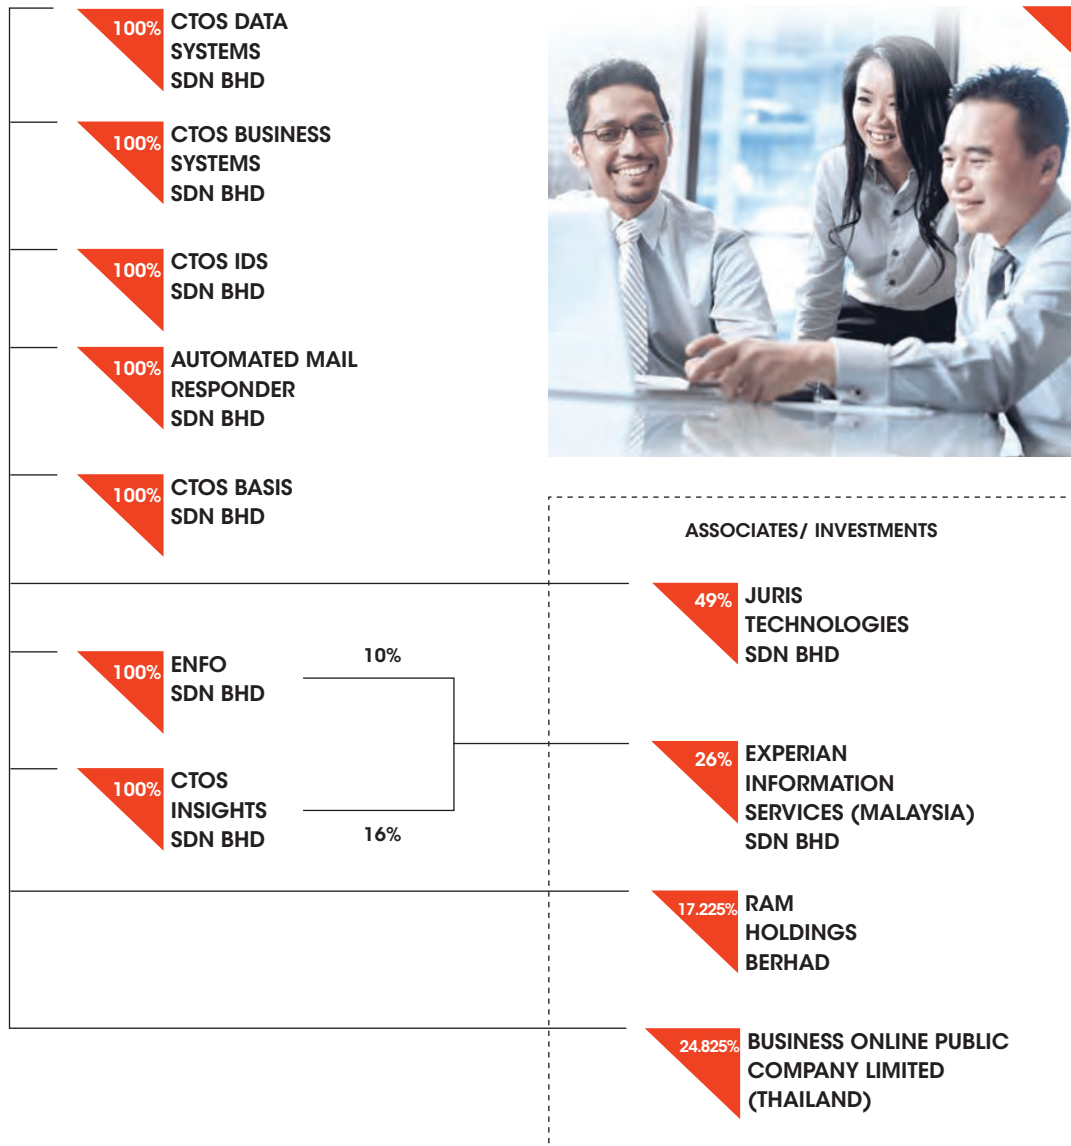 100%
CTOS DATA
SYSTEMS
SDN BHD
100%
CTOS BUSINESS
SYSTEMS
SDN BHD
100%
CTOS IDS
SDN BHD
100%
AUTOMATED MAIL
RESPONDER
SDN BHD
100%
CTOS BASIS
SDN BHD
ASSOCIATES/ INVESTMENTS
49%
JURIS
TECHNOLOGIES
SDN BHD
100%
ENFO
SDN BHD
10%
100%
CTOS
INSIGHTS
SDN BHD
16%
26%
EXPERIAN
INFORMATION
SERVICES (MALAYSIA)
SDN BHD
17.225%
RAM
HOLDINGS
BERHAD
24.825%
BUSINESS ONLINE PUBLIC
COMPANY LIMITED
(THAILAND)